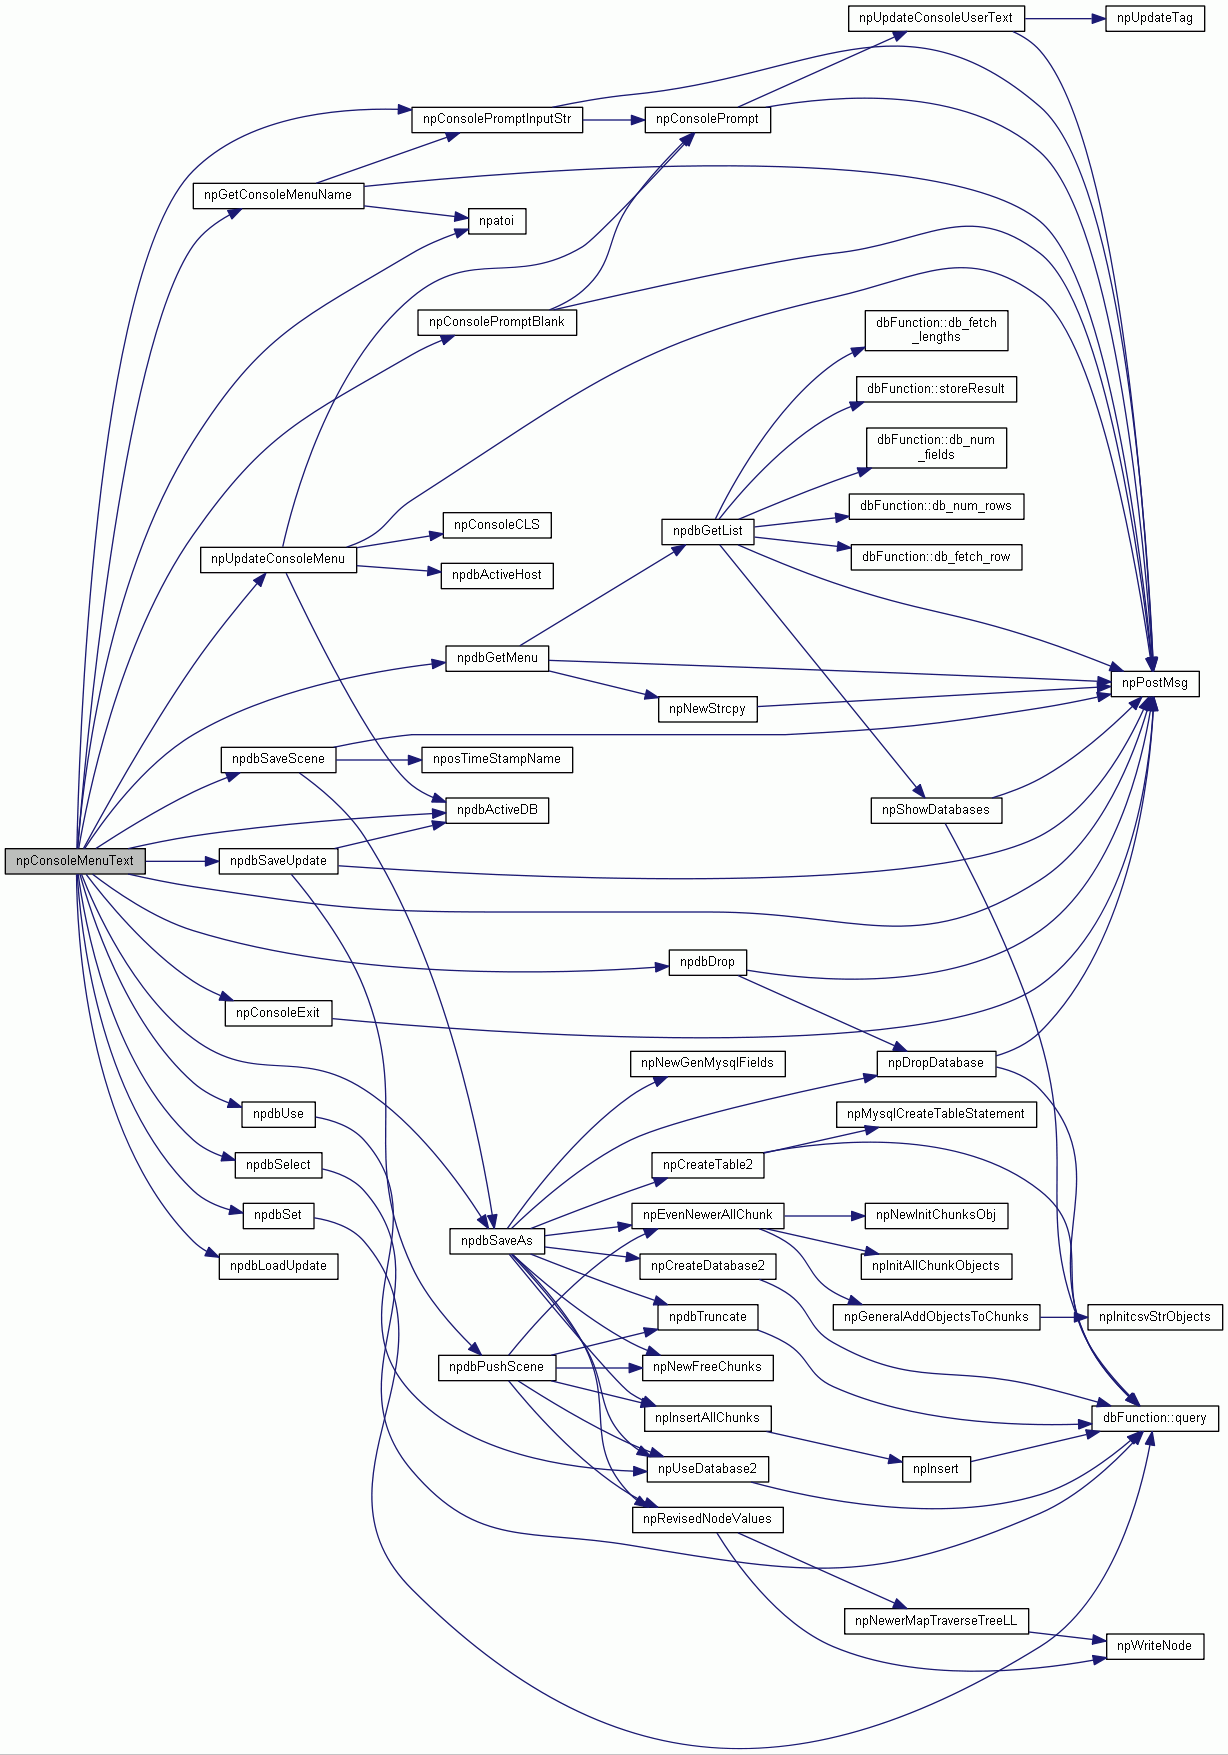 npUpdateConsoleUserText
npUpdateTag
npConsolePromptInputStr
npConsolePrompt
npGetConsoleMenuName
npatoi
npConsolePromptBlank
dbFunction::db_fetch
_lengths
dbFunction::storeResult
dbFunction::db_num
_fields
dbFunction::db_num_rows
npConsoleCLS
npdbGetList
npUpdateConsoleMenu
dbFunction::db_fetch_row
npdbActiveHost
npdbGetMenu
npPostMsg
npNewStrcpy
npdbSaveScene
nposTimeStampName
npdbActiveDB
npShowDatabases
npConsoleMenuText
npdbSaveUpdate
npdbDrop
npConsoleExit
npNewGenMysqlFields
npDropDatabase
npdbUse
npMysqlCreateTableStatement
npdbSelect
npCreateTable2
npdbSet
npEvenNewerAllChunk
npNewInitChunksObj
npdbSaveAs
npdbLoadUpdate
npCreateDatabase2
npInitAllChunkObjects
npdbTruncate
npGeneralAddObjectsToChunks
npInitcsvStrObjects
npdbPushScene
npNewFreeChunks
npInsertAllChunks
dbFunction::query
npUseDatabase2
npInsert
npRevisedNodeValues
npNewerMapTraverseTreeLL
npWriteNode